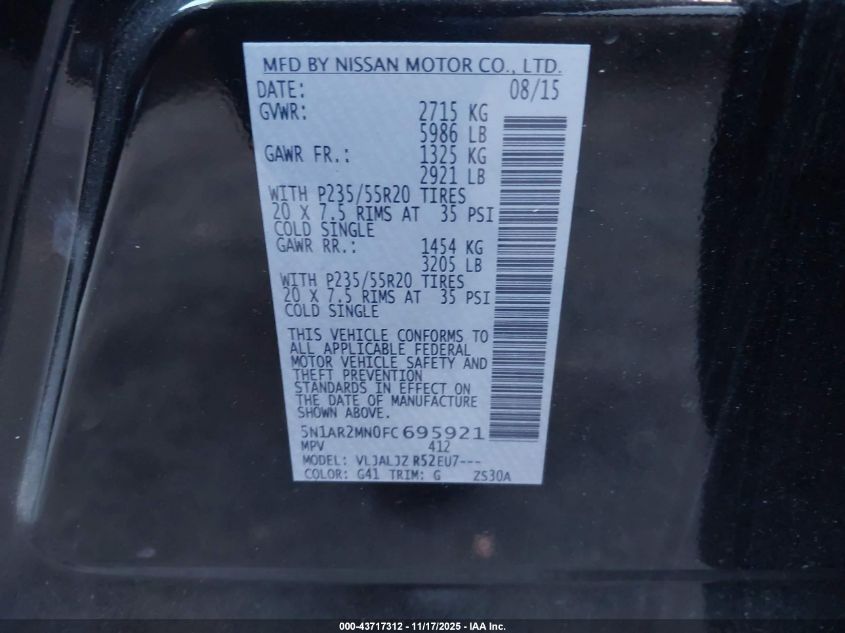 MFD BY NISSAN MOTOR CO., LTD.
DATE: 08/15
GVWR: 2715 KG
5986 LB
GAWR FR.: 1325 KG
2921 LB
WITH P235/55R20 TIRES
20 X 7.5 RIMS AT 35 PSI
COLD SINGLE
GAWR RR.: 1454 KG
3205 LB
WITH P235/55R20 TIRES
20 X 7.5 RIMS AT 35 PSI
COLD SINGLE
THIS VEHICLE CONFORMS TO
ALL APPLICABLE FEDERAL
MOTOR VEHICLE SAFETY AND
THEFT PREVENTION
STANDARDS IN EFFECT ON
THE DATE OF MANUFACTURE
SHOWN ABOVE.
5N1AR2MN0FC695921
MPV 412
MODEL: VLJALJZ R52EU7---
COLOR: G41 TRIM: G ZS30A
000-43717312 - 11/17/2025 - IAA Inc.